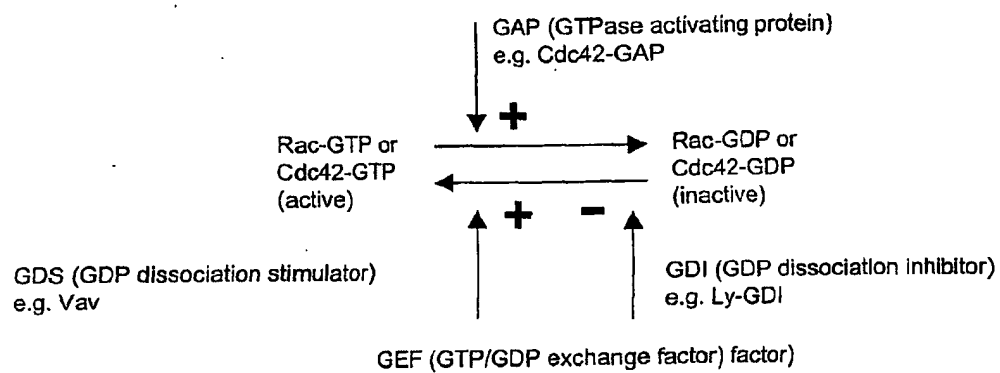 GAP (GTPase activating protein)
e.g. Cdc42-GAP
+
Rac-GTP or
Cdc42-GTP
(active)
Rac-GDP or
Cdc42-GDP
(inactive)
+ −
GDS (GDP dissociation stimulator)
e.g. Vav
GDI (GDP dissociation inhibitor)
e.g. Ly-GDI
GEF (GTP/GDP exchange factor) factor)